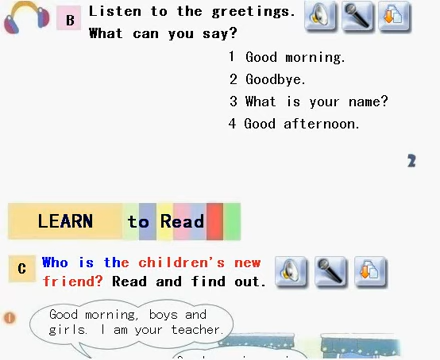 B Listen to the greetings.
What can you say?
1 Good morning.
2 Goodbye.
3 What is your name?
4 Good afternoon.
2
LEARN to Read
C Who is the children's new
friend? Read and find out.
Good morning, boys and
girls. I am your teacher.